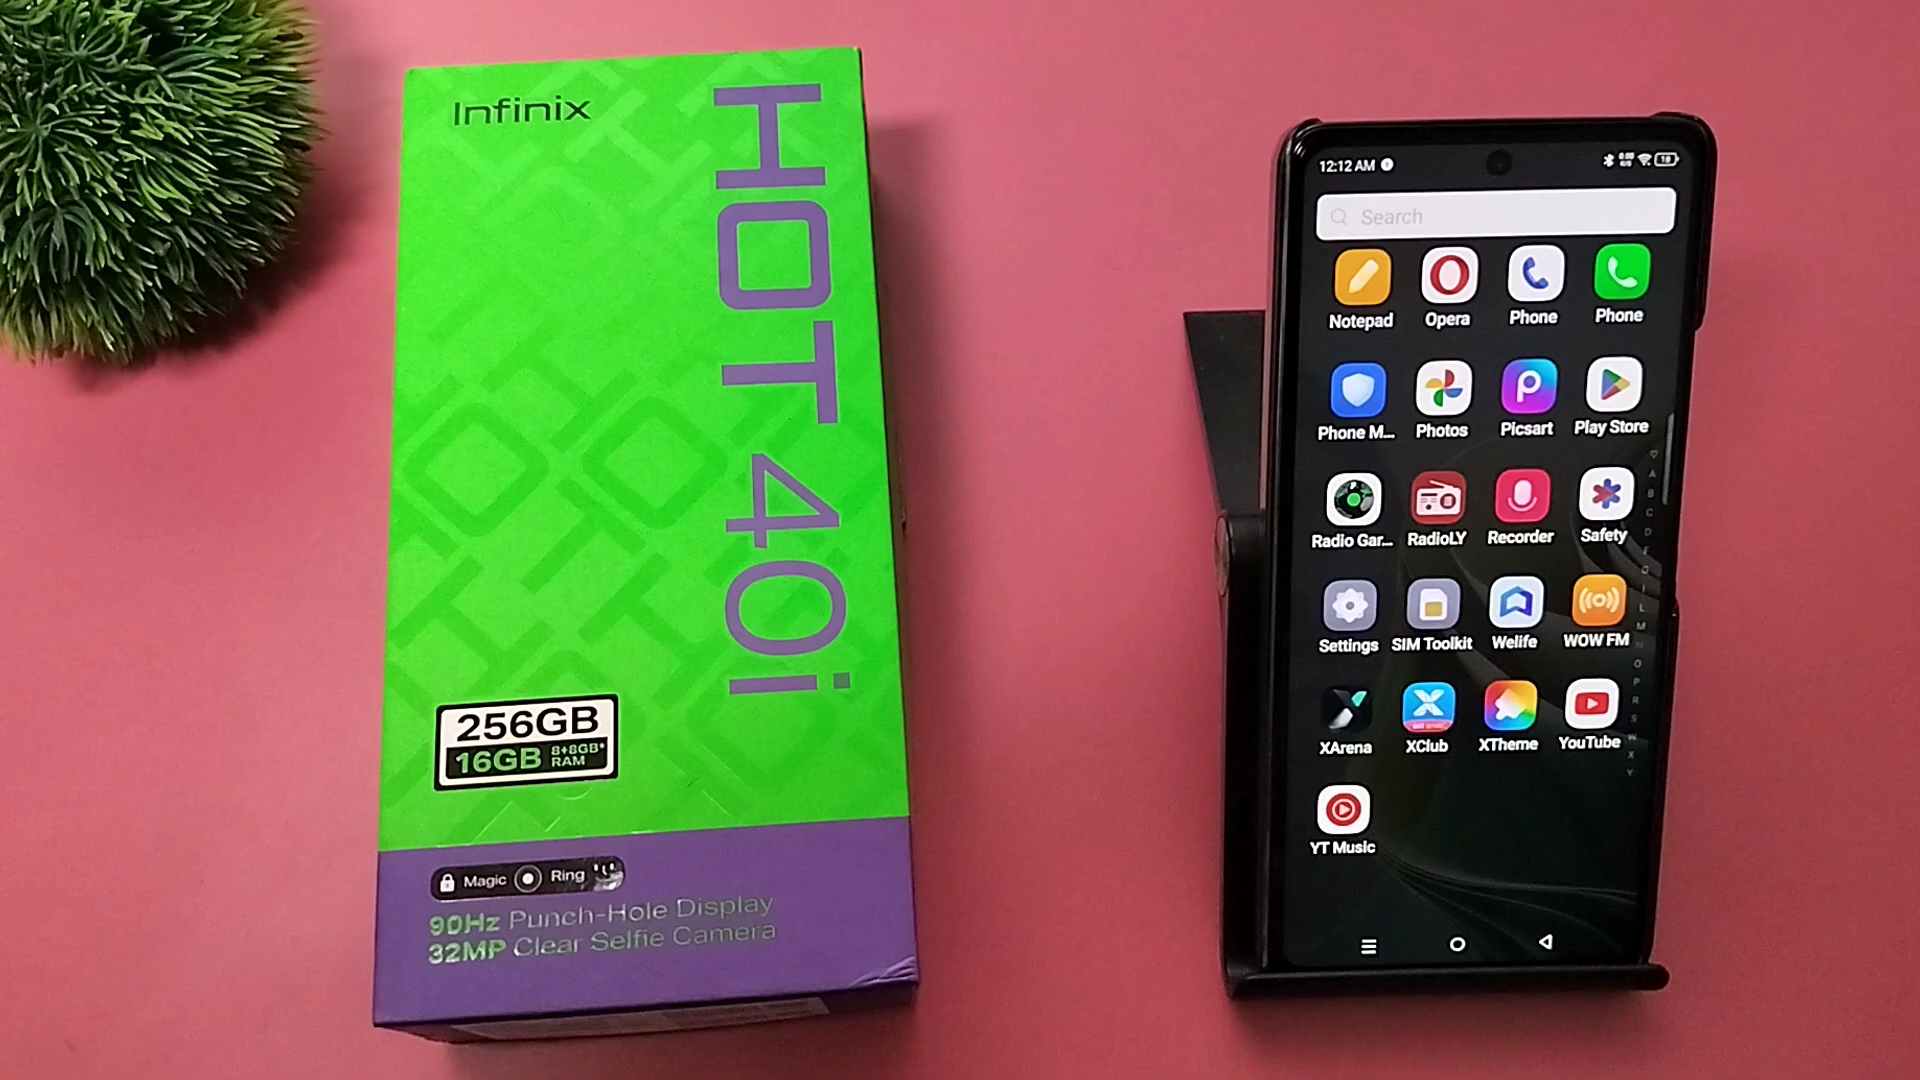 Infinix
HOT 40i
256GB
16GB 8+8GB*
RAM
Magic Ring
90Hz Punch-Hole Display
32MP Clear Selfie Camera
12:12 AM
18
Search
Notepad Opera Phone Phone
Phone M... Photos Picsart Play Store
Radio Gar... RadioLY Recorder Safety
Settings SIM Toolkit Welife WOW FM
XArena XClub XTheme YouTube
YT Music